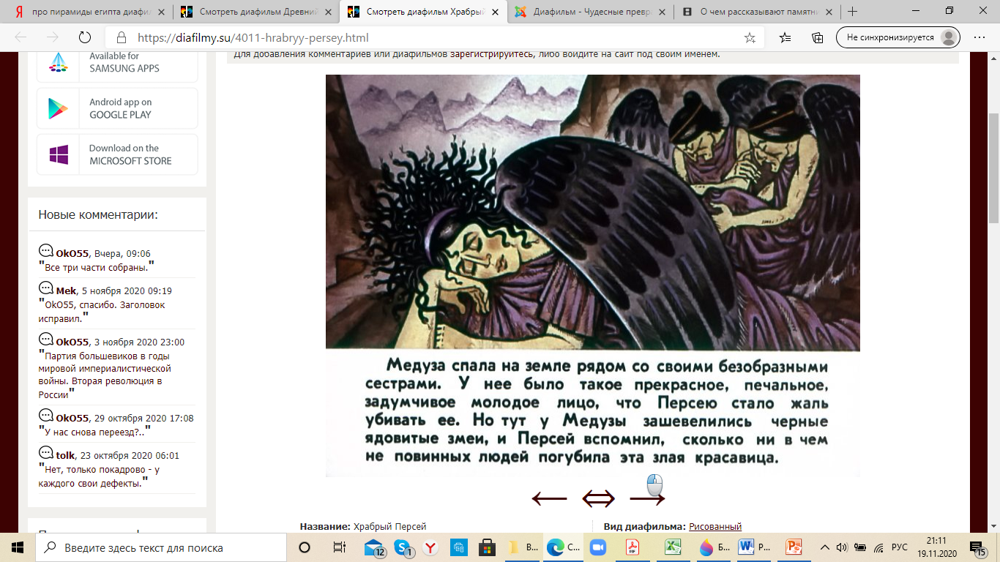 про пирамиды египта диафил
Смотреть диафильм Древний
Смотреть диафильм Храбрый
Диафильм - Чудесные превра
О чем рассказывают памятни
https://diafilmy.su/4011-hrabryy-persey.html
Не синхронизируется
Для добавления комментариев или диафильмов зарегистрируйтесь, либо войдите на сайт под своим именем.
Available for
SAMSUNG APPS
Android app on
GOOGLE PLAY
Download on the
MICROSOFT STORE
Новые комментарии:
OkO55, Вчера, 09:06
"Все три части собраны."
Mek, 5 ноября 2020 09:19
"OkO55, спасибо. Заголовок
исправил."
OkO55, 3 ноября 2020 23:00
"Партия большевиков в годы
мировой империалистической
войны. Вторая революция в
России"
OkO55, 29 октября 2020 17:08
"У нас снова переезд?.."
tolk, 23 октября 2020 06:01
"Нет, только покадрово - у
каждого свои дефекты."
Медуза спала на земле рядом со своими безобразными
сестрами. У нее было такое прекрасное, печальное,
задумчивое молодое лицо, что Персею стало жаль
убивать ее. Но тут у Медузы зашевелились черные
ядовитые змеи, и Персей вспомнил, сколько ни в чем
не повинных людей погубила эта злая красавица.
Название: Храбрый Персей
Вид диафильма: Рисованный
Введите здесь текст для поиска
12
1
В...
С...
Б...
Р...
Р...
РУС
21:11
19.11.2020
15